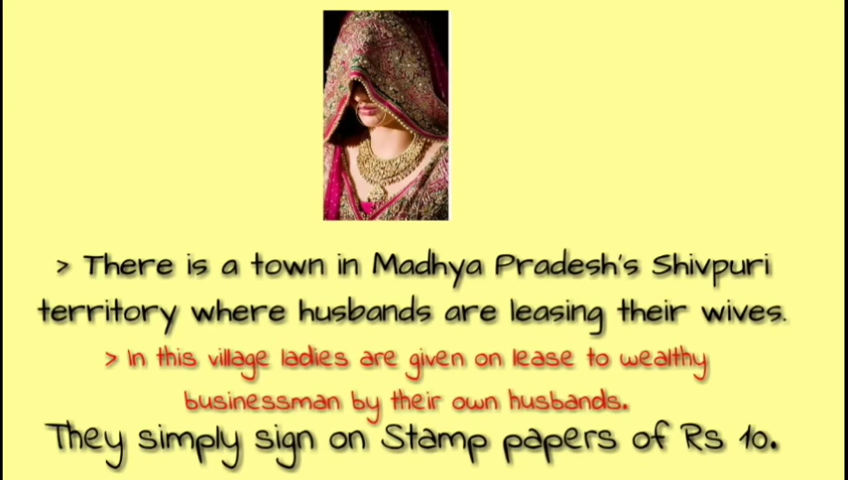 > There is a town in Madhya Pradesh's Shivpuri
territory where husbands are leasing their wives.
> In this village ladies are given on lease to wealthy
businessman by their own husbands.
They simply sign on Stamp papers of Rs 10.